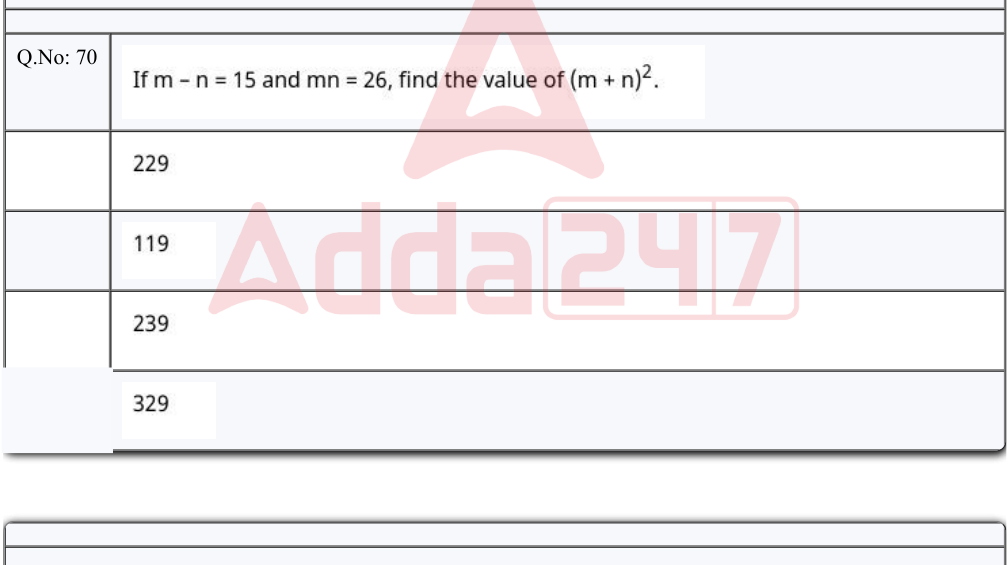 Q.No: 70
If m – n = 15 and mn = 26, find the value of (m + n)².
229
119
239
329
Adda247